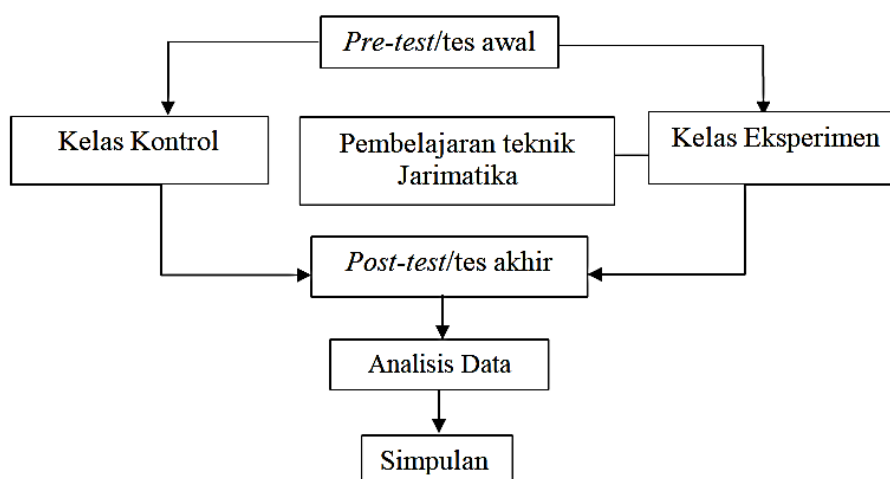 Pre-test/tes awal
Kelas Kontrol
Pembelajaran teknik
Jarimatika
Kelas Eksperimen
Post-test/tes akhir
Analisis Data
Simpulan